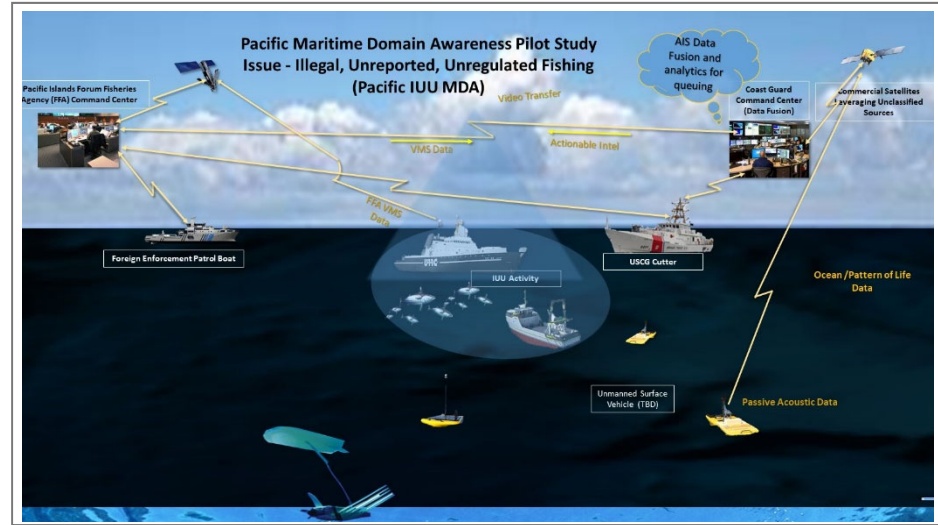 Pacific Maritime Domain Awareness Pilot Study
Issue - Illegal, Unreported, Unregulated Fishing
(Pacific IUU MDA)
AIS Data
Fusion and
analytics for
queuing
Pacific Islands Forum Fisheries
Agency (FFA) Command Center
Coast Guard
Command Center
(Data Fusion)
Commercial Satellites
Leveraging Unclassified
Sources
Video Transfer
VMS Data
Actionable Intel
FFA VMS
Data
Foreign Enforcement Patrol Boat
IUU Activity
USCG Cutter
Ocean /Pattern of Life
Data
Unmanned Surface
Vehicle (TBD)
Passive Acoustic Data